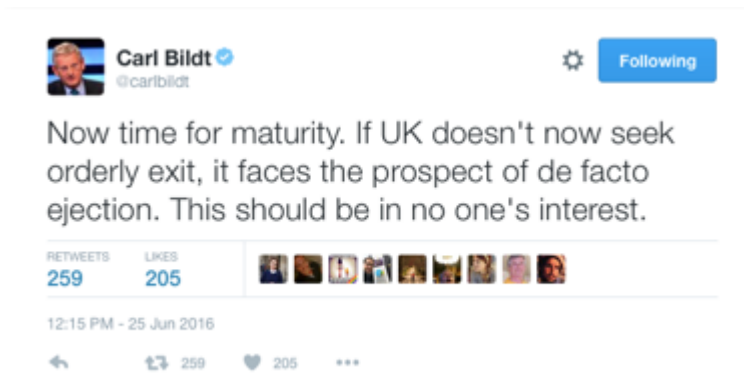 Carl Bildt
@carlbildt
Following
Now time for maturity. If UK doesn't now seek
orderly exit, it faces the prospect of de facto
ejection. This should be in no one's interest.
RETWEETS LIKES
259 205
12:15 PM - 25 Jun 2016
259 205